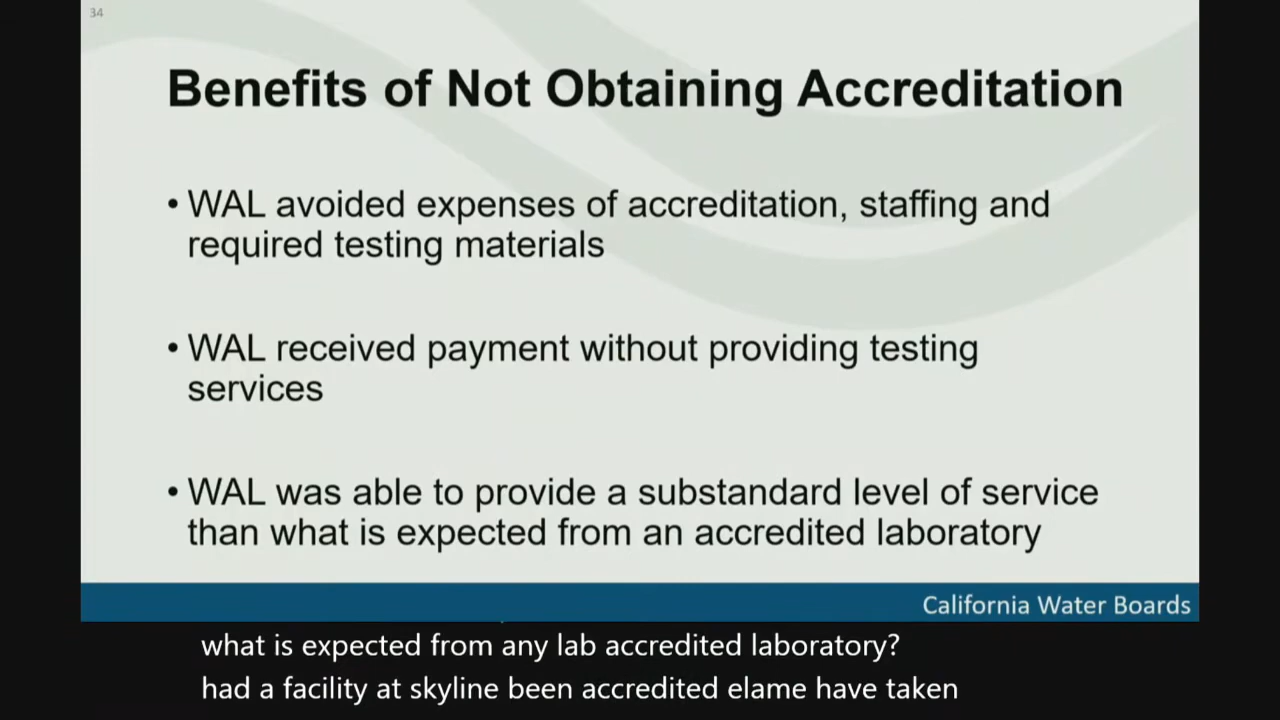 34
Benefits of Not Obtaining Accreditation
• WAL avoided expenses of accreditation, staffing and
required testing materials
• WAL received payment without providing testing
services
• WAL was able to provide a substandard level of service
than what is expected from an accredited laboratory
California Water Boards
what is expected from any lab accredited laboratory?
had a facility at skyline been accredited elame have taken